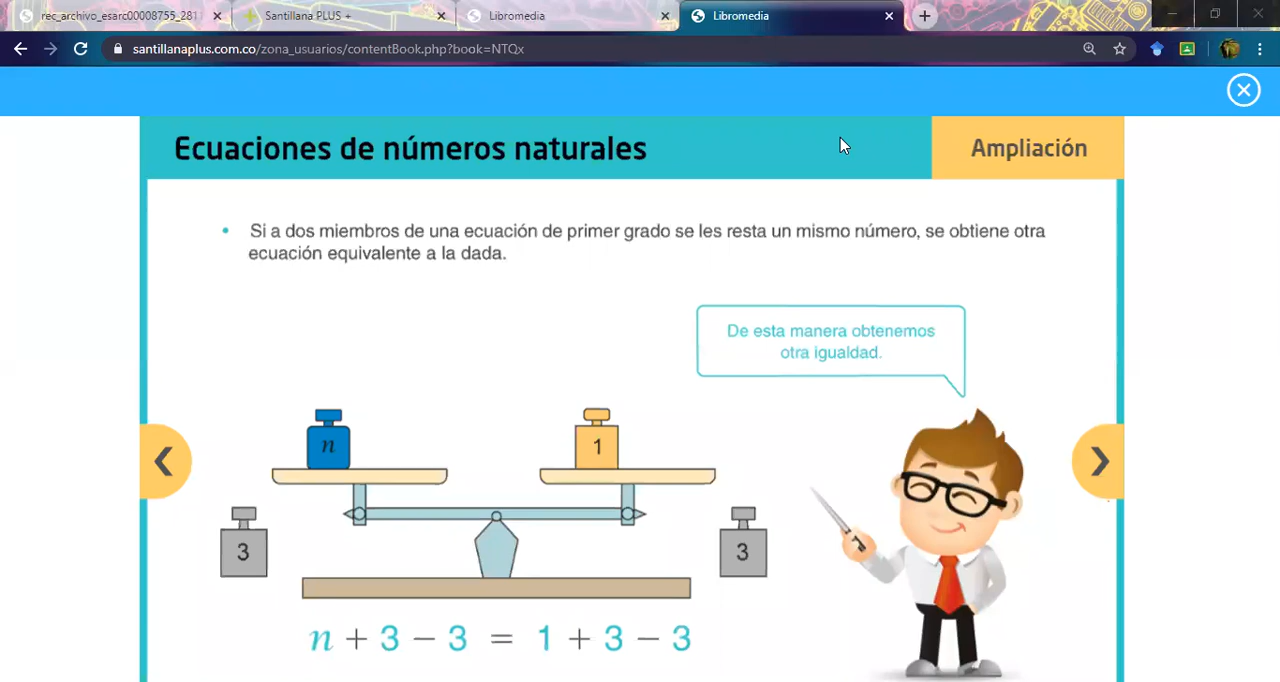 rec_archivo_esarc00008755_281
Santillana PLUS +
Libromedia
Libromedia
santillanaplus.com.co/zona_usuarios/contentBook.php?book=NTQx
Ecuaciones de números naturales
Ampliación
• Si a dos miembros de una ecuación de primer grado se les resta un mismo número, se obtiene otra
ecuación equivalente a la dada.
De esta manera obtenemos
otra igualdad.
n
1
3
3
n + 3 − 3 = 1 + 3 − 3